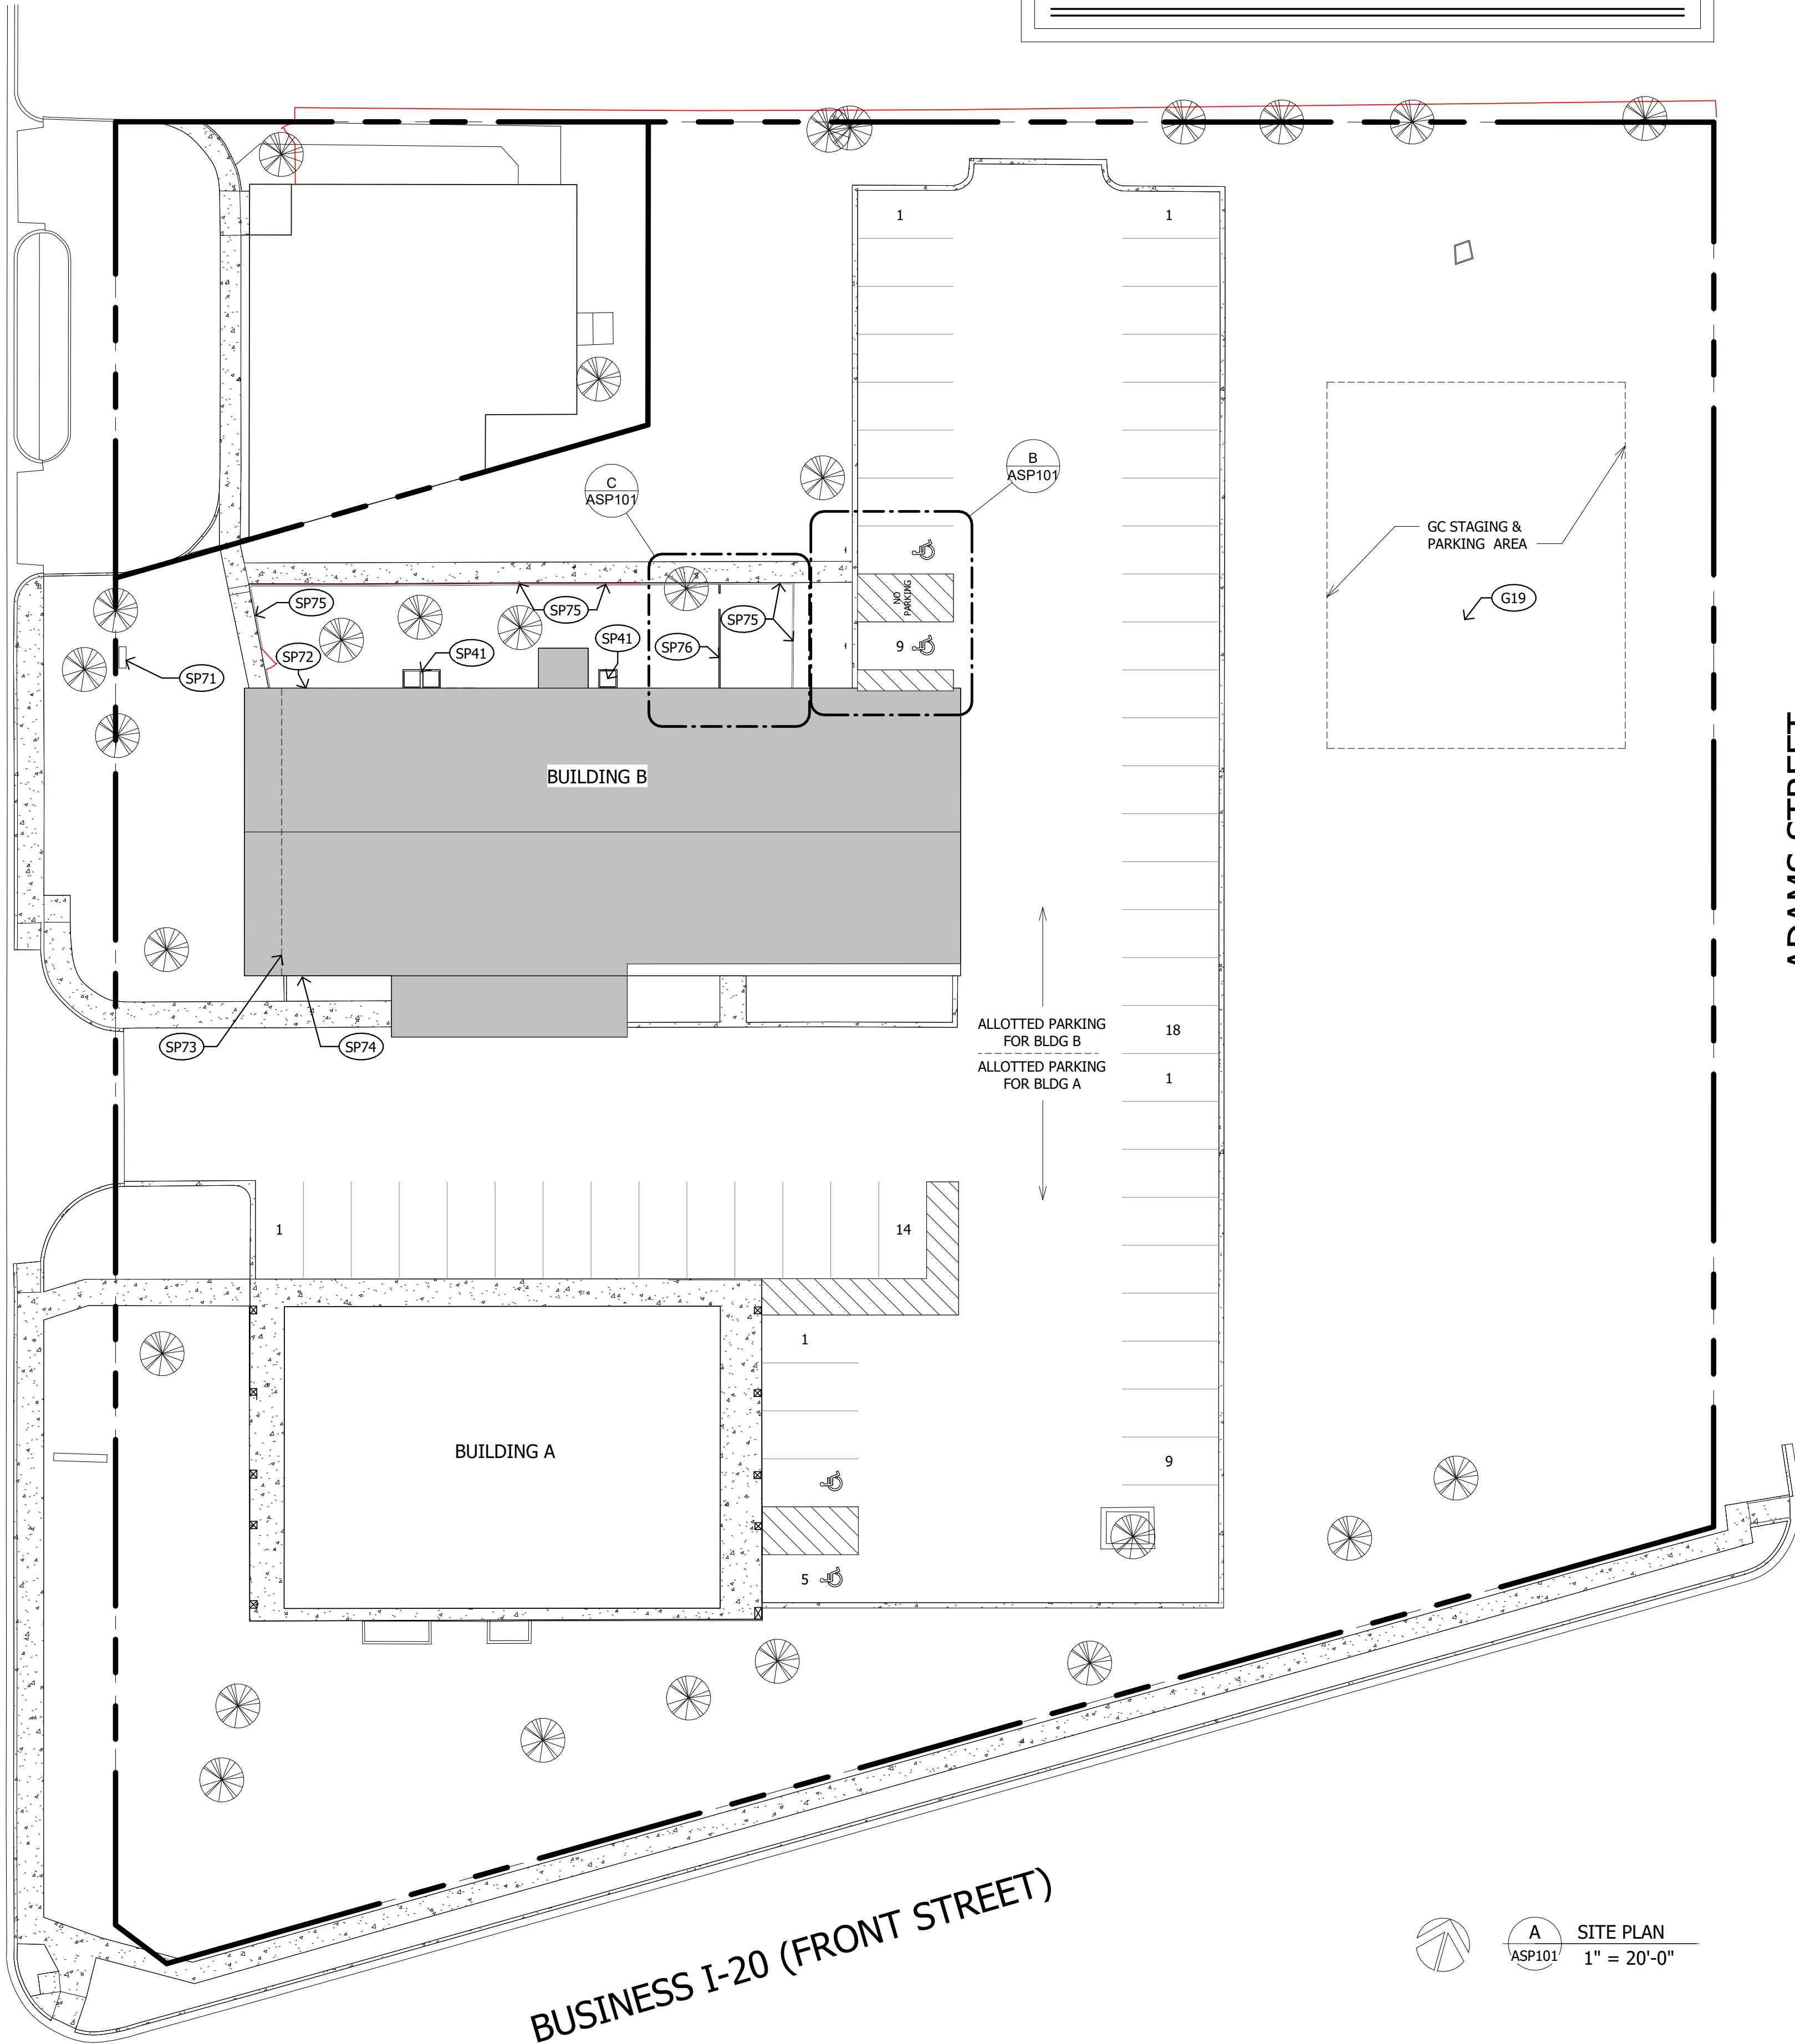 1
1
B
ASP101
C
ASP101
GC STAGING &
PARKING AREA
NO
PARKING
G19
SP75
SP75
SP75
SP41
SP76
9
SP72
SP41
SP71
BUILDING B
ADAMS STREET
ALLOTTED PARKING
FOR BLDG B
18
ALLOTTED PARKING
FOR BLDG A
1
SP73
SP74
1
14
1
BUILDING A
9
5
BUSINESS I-20 (FRONT STREET)
A
ASP101
SITE PLAN
1" = 20'-0"